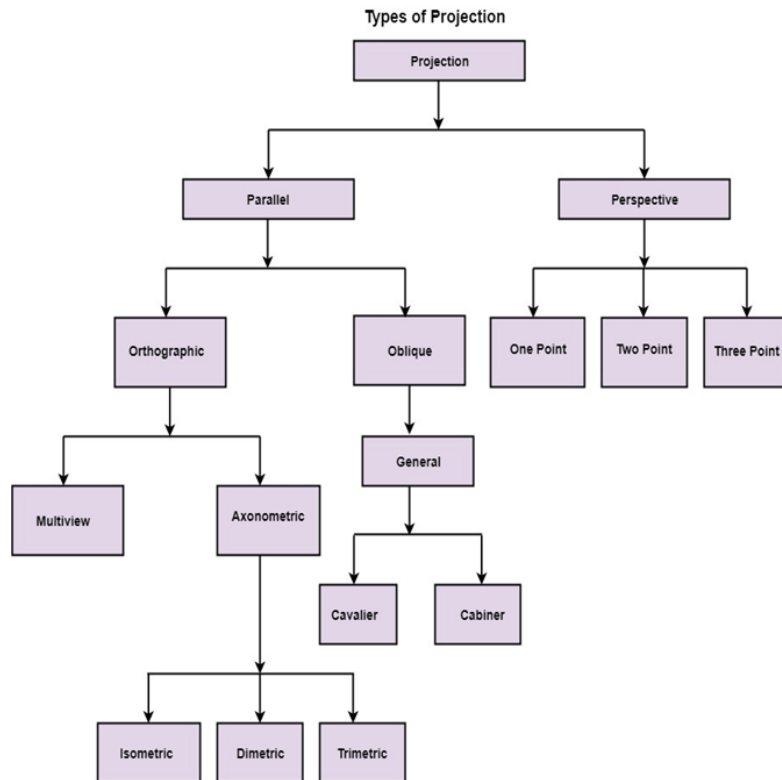 Types of Projection
Projection
Parallel
Perspective
Orthographic
Oblique
One Point
Two Point
Three Point
General
Multiview
Axonometric
Cavalier
Cabiner
Isometric
Dimetric
Trimetric